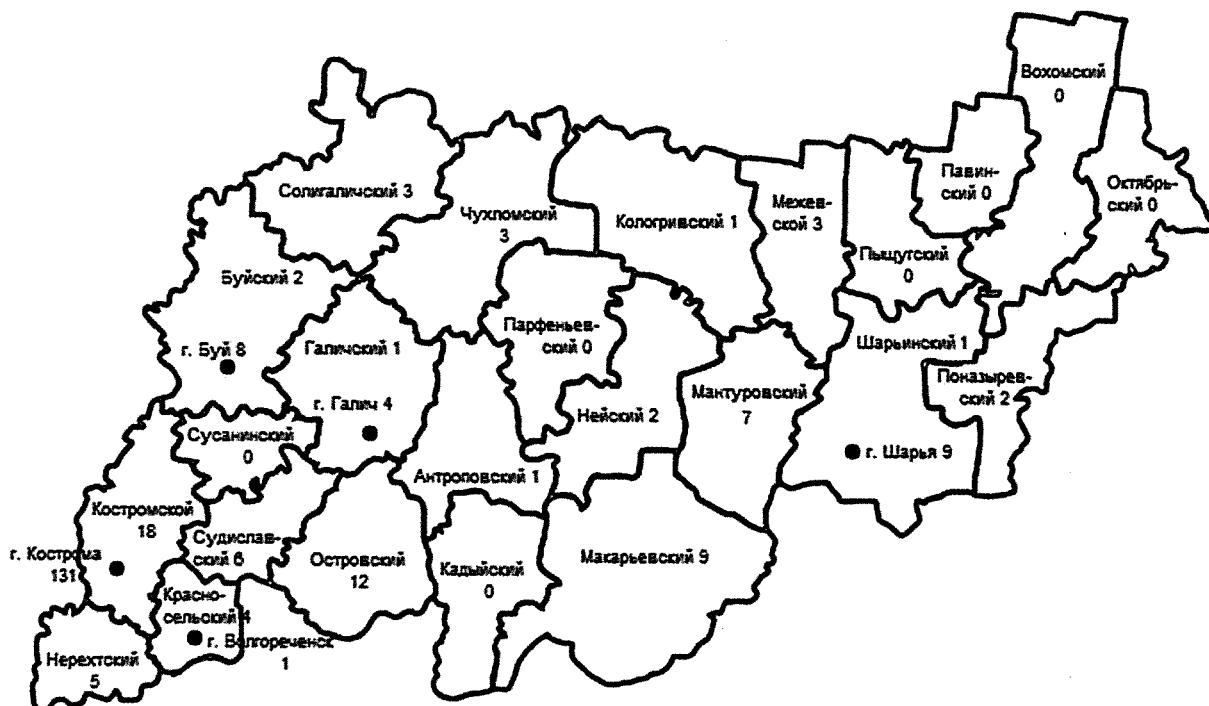 Вохомский
0
Павин-
ский 0
Октябрь-
ский 0
Солигаличский 3
Чухломский
3
Кологривский 1
Межев-
ской 3
Пыщугский
0
Буйский 2
г. Буй 8
Галичский 1
Парфеньев-
ский 0
Шарьинский 1
Поназырев-
ский 2
г. Галич 4
Нейский 2
Мантуровский
7
Сусанинский
0
г. Шарья 9
Антроповский 1
Костромской
18
г. Кострома
131
Судислав-
ский 6
Островский
12
Кадыйский
0
Макарьевский 9
Красно-
сельский 4
г. Волгореченск
1
Нерехтский
5